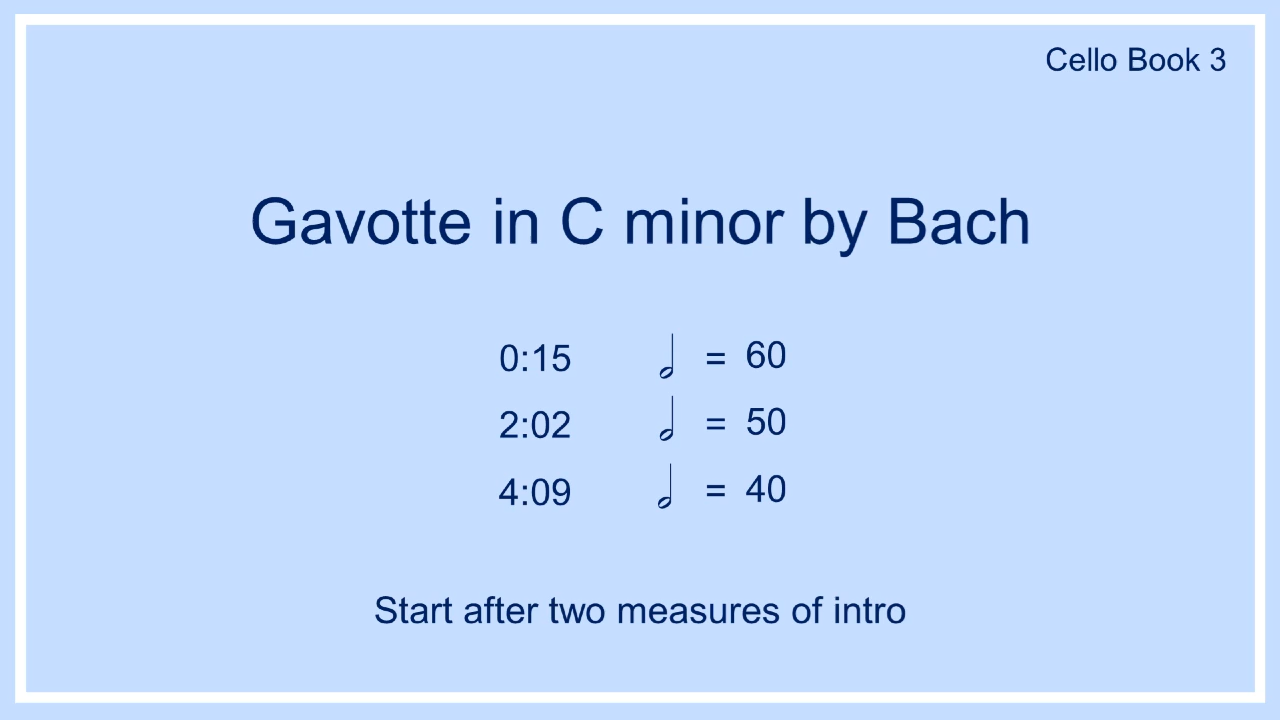 Cello Book 3
Gavotte in C minor by Bach
0:15 𝅗𝅥 = 60
2:02 𝅗𝅥 = 50
4:09 𝅗𝅥 = 40
Start after two measures of intro